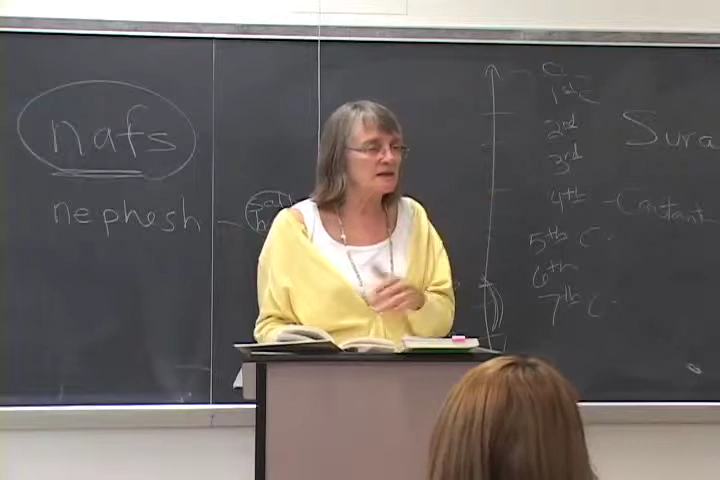 nafs
nephesh
C
1st C
2nd
3rd
4th - Constant
5th C
6th
7th C
Sura